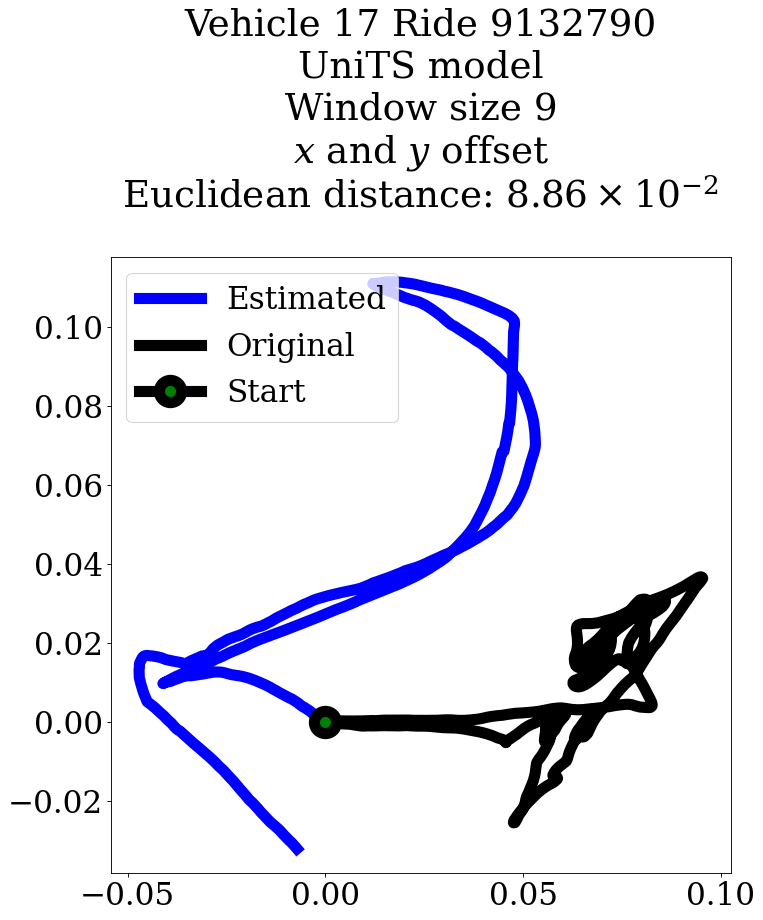 Vehicle 17 Ride 9132790
UniTS model
Window size 9
x and y offset
Euclidean distance: 8.86 × 10⁻²
Estimated
Original
Start
0.10
0.08
0.06
0.04
0.02
0.00
−0.02
−0.05 0.00 0.05 0.10